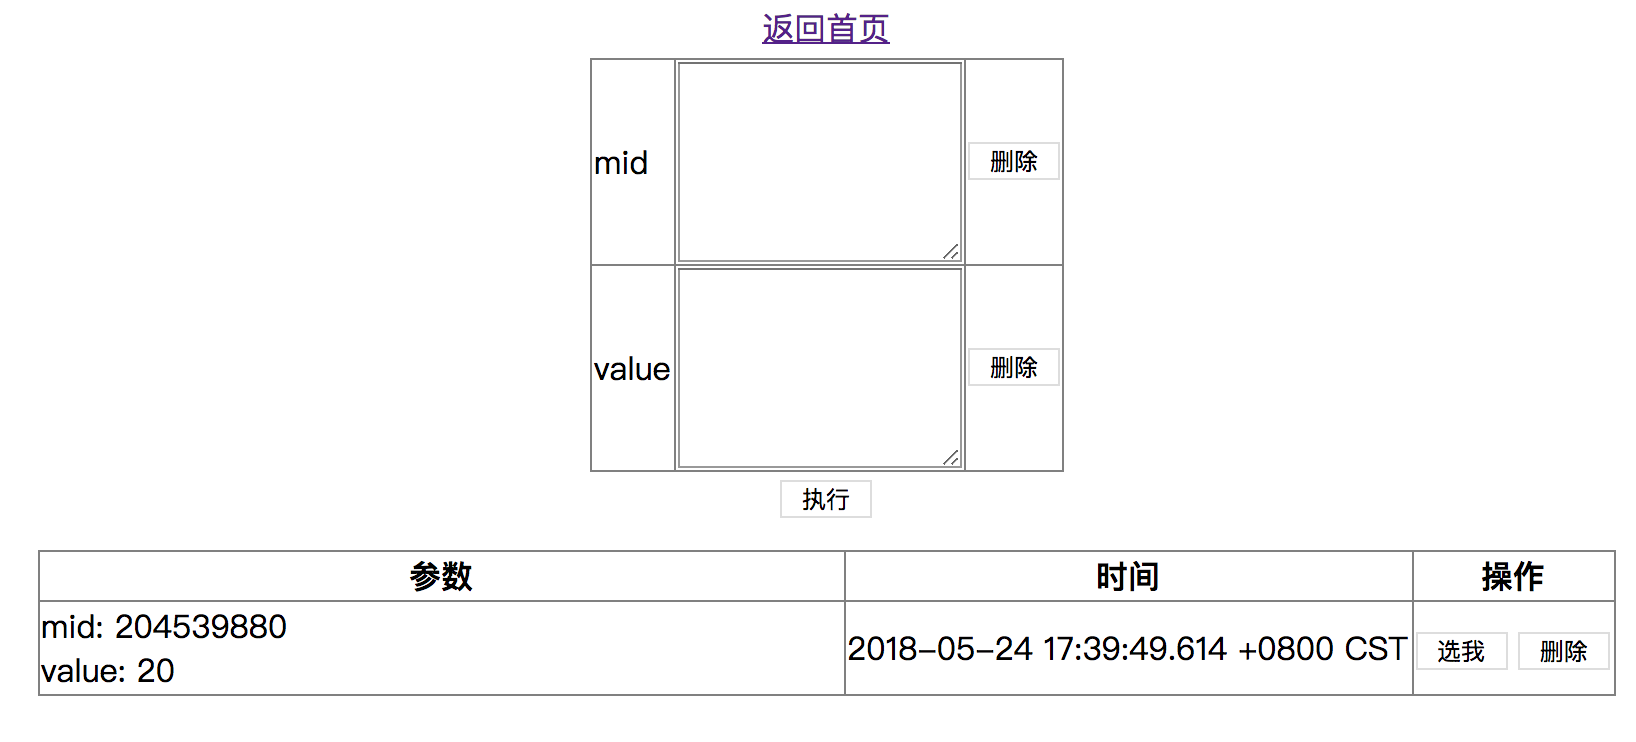 返回首页
mid 删除
value 删除
执行
参数 时间 操作
mid: 204539880
value: 20
2018-05-24 17:39:49.614 +0800 CST 选我 删除